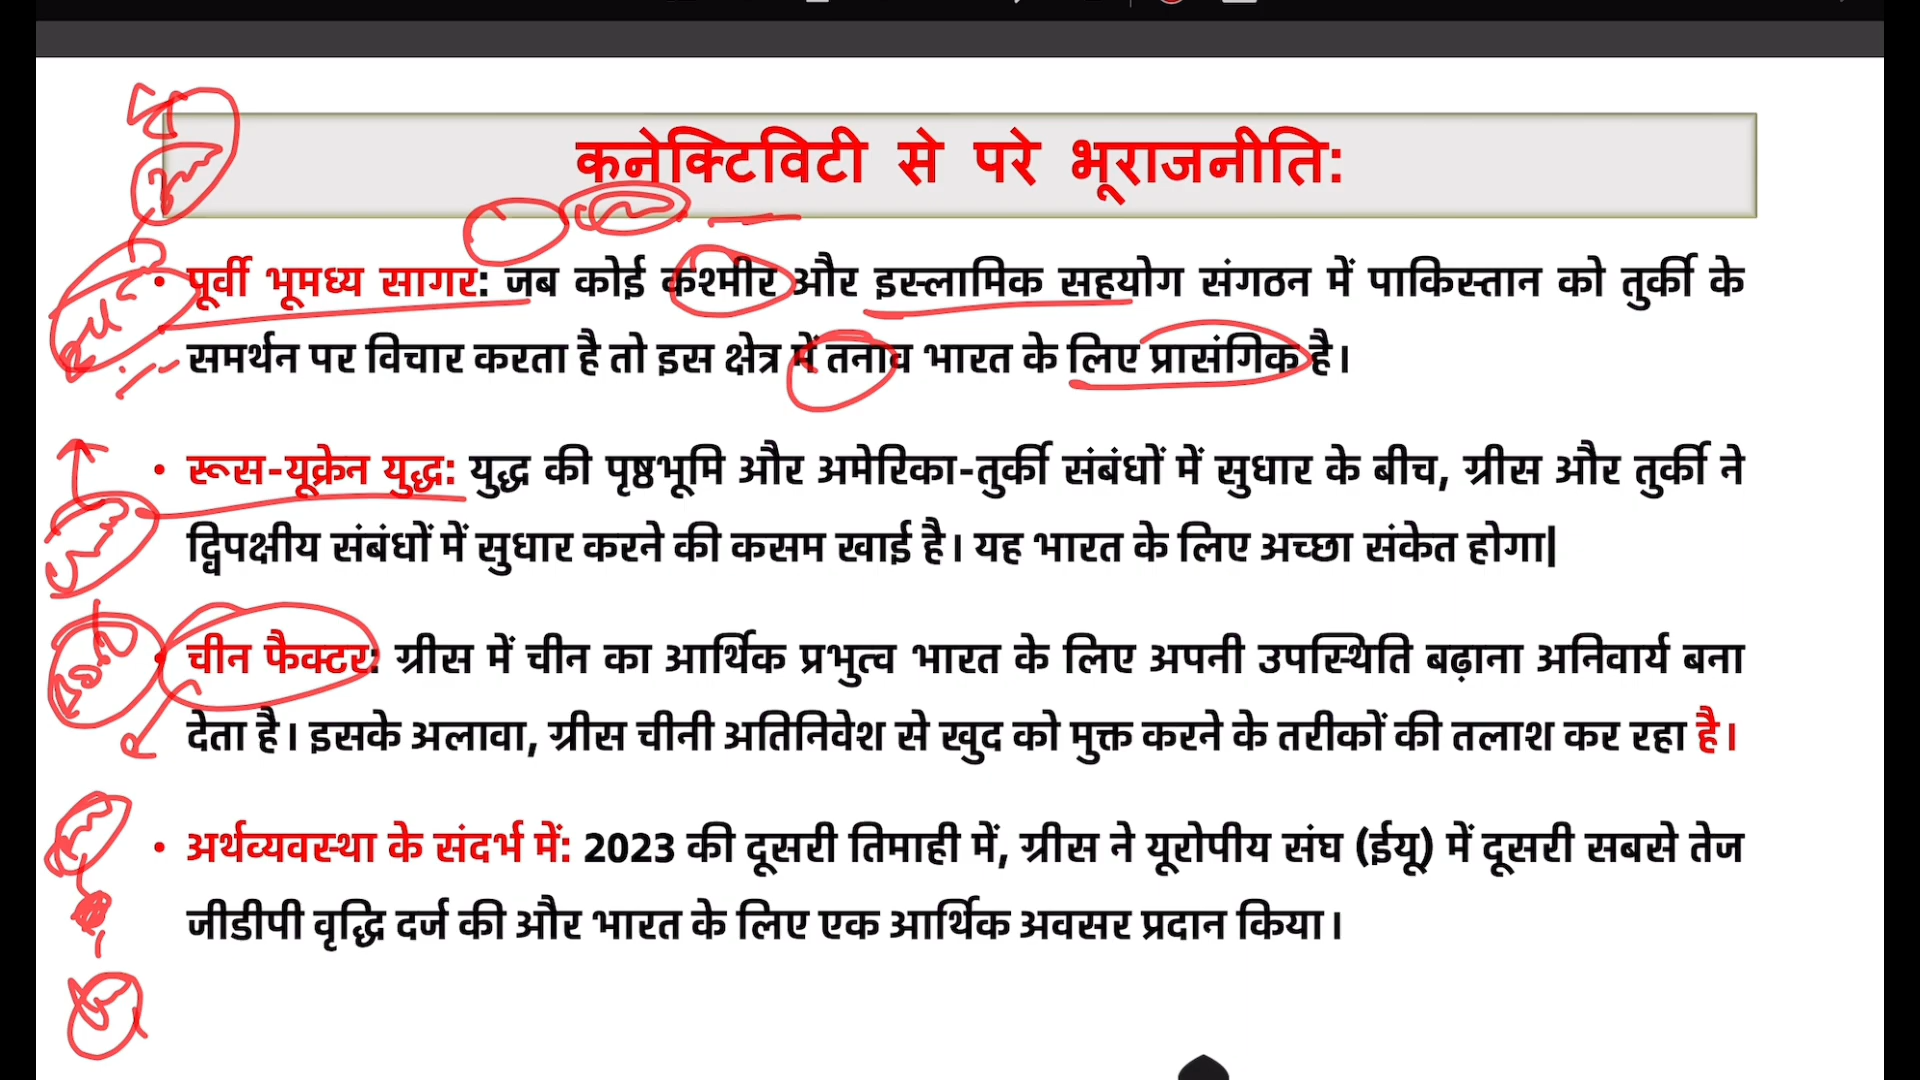 कनेक्टिविटी से परे भूराजनीति:
• पूर्वी भूमध्य सागर: जब कोई कश्मीर और इस्लामिक सहयोग संगठन में पाकिस्तान को तुर्की के
समर्थन पर विचार करता है तो इस क्षेत्र में तनाव भारत के लिए प्रासंगिक है।
• रूस-यूक्रेन युद्ध: युद्ध की पृष्ठभूमि और अमेरिका-तुर्की संबंधों में सुधार के बीच, ग्रीस और तुर्की ने
द्विपक्षीय संबंधों में सुधार करने की कसम खाई है। यह भारत के लिए अच्छा संकेत होगा|
• चीन फैक्टर: ग्रीस में चीन का आर्थिक प्रभुत्व भारत के लिए अपनी उपस्थिति बढ़ाना अनिवार्य बना
देता है। इसके अलावा, ग्रीस चीनी अतिनिवेश से खुद को मुक्त करने के तरीकों की तलाश कर रहा है।
• अर्थव्यवस्था के संदर्भ में: 2023 की दूसरी तिमाही में, ग्रीस ने यूरोपीय संघ (ईयू) में दूसरी सबसे तेज
जीडीपी वृद्धि दर्ज की और भारत के लिए एक आर्थिक अवसर प्रदान किया।